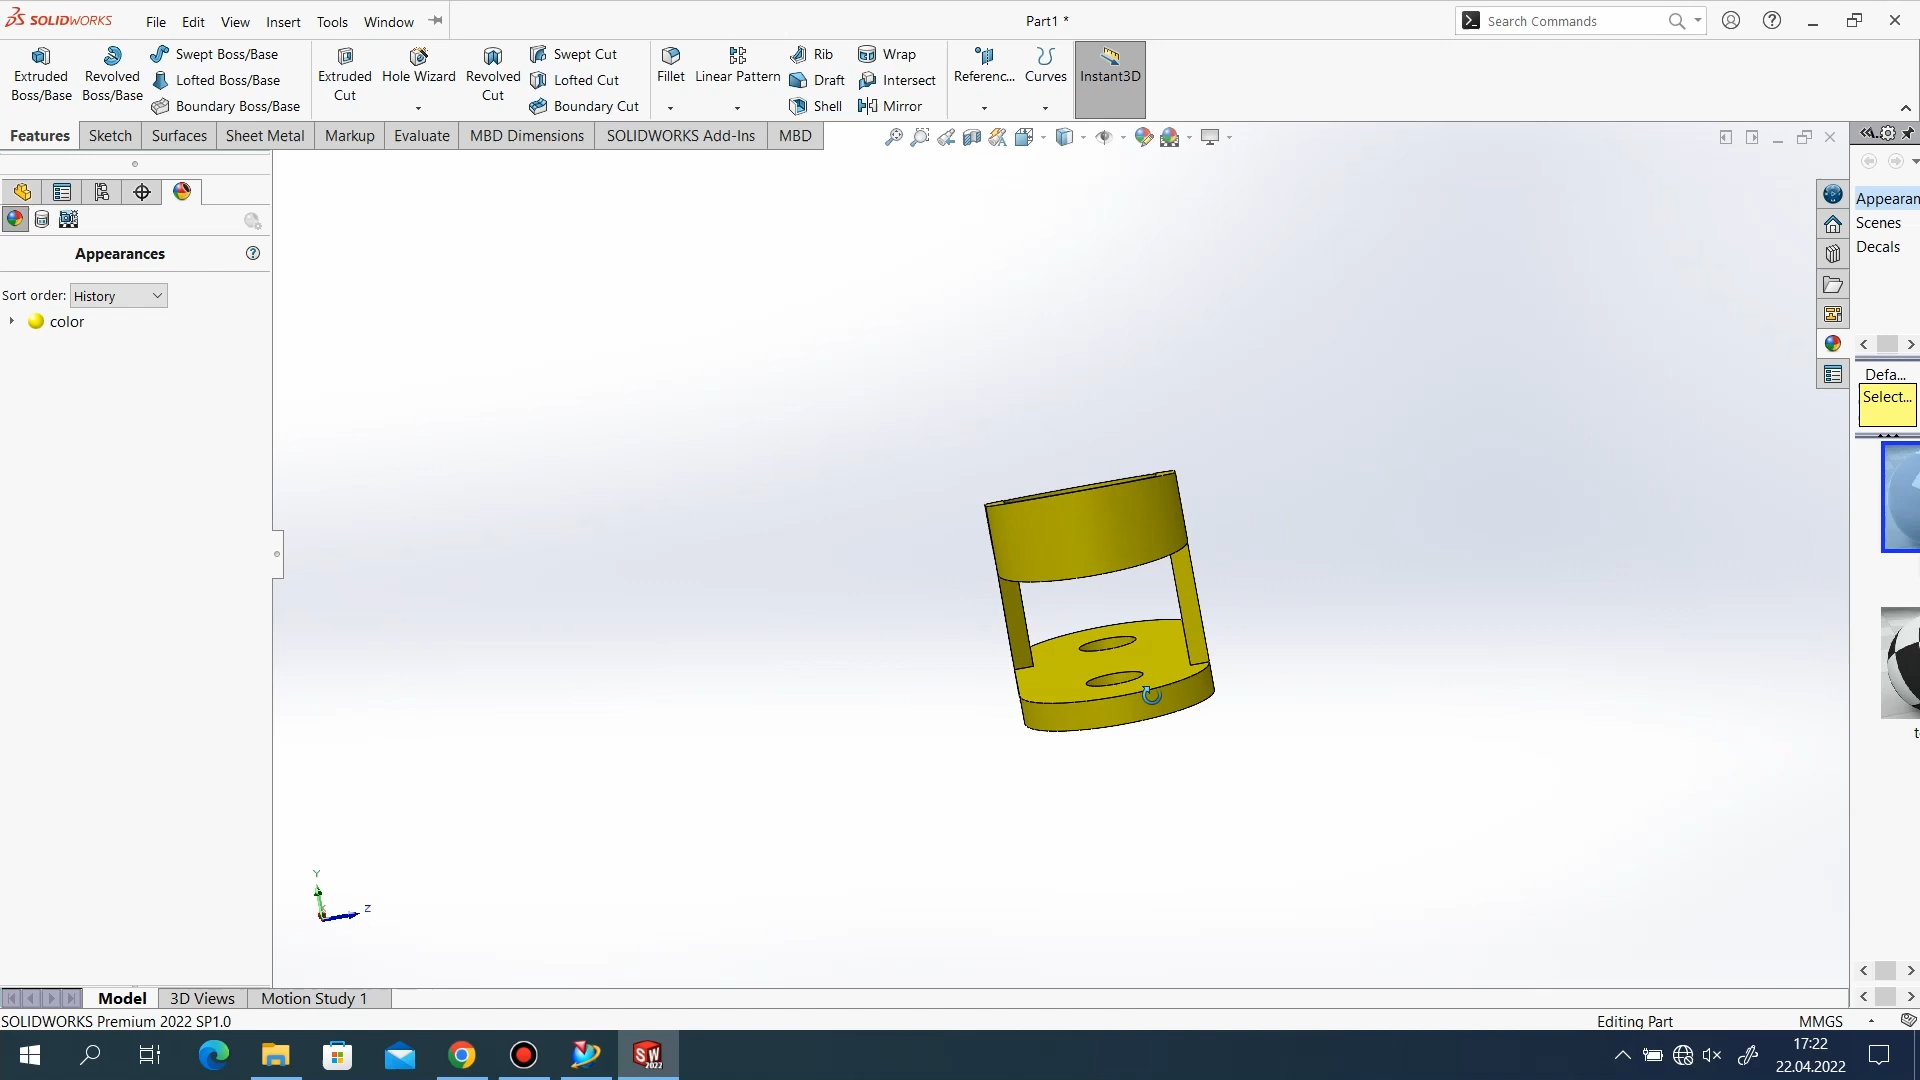 SOLIDWORKS File Edit View Insert Tools Window Part1 * Search Commands
Extruded Boss/Base
Revolved Boss/Base
Swept Boss/Base
Lofted Boss/Base
Boundary Boss/Base
Extruded Cut
Hole Wizard
Revolved Cut
Swept Cut
Lofted Cut
Boundary Cut
Fillet
Linear Pattern
Rib
Draft
Shell
Wrap
Intersect
Mirror
Referenc...
Curves
Instant3D
Features Sketch Surfaces Sheet Metal Markup Evaluate MBD Dimensions SOLIDWORKS Add-Ins MBD
Appearances
Sort order: History
color
Appearan
Scenes
Decals
Defa...
Select...
t
Y
Z
Model 3D Views Motion Study 1
SOLIDWORKS Premium 2022 SP1.0 Editing Part MMGS
SW 2022
17:22
22.04.2022